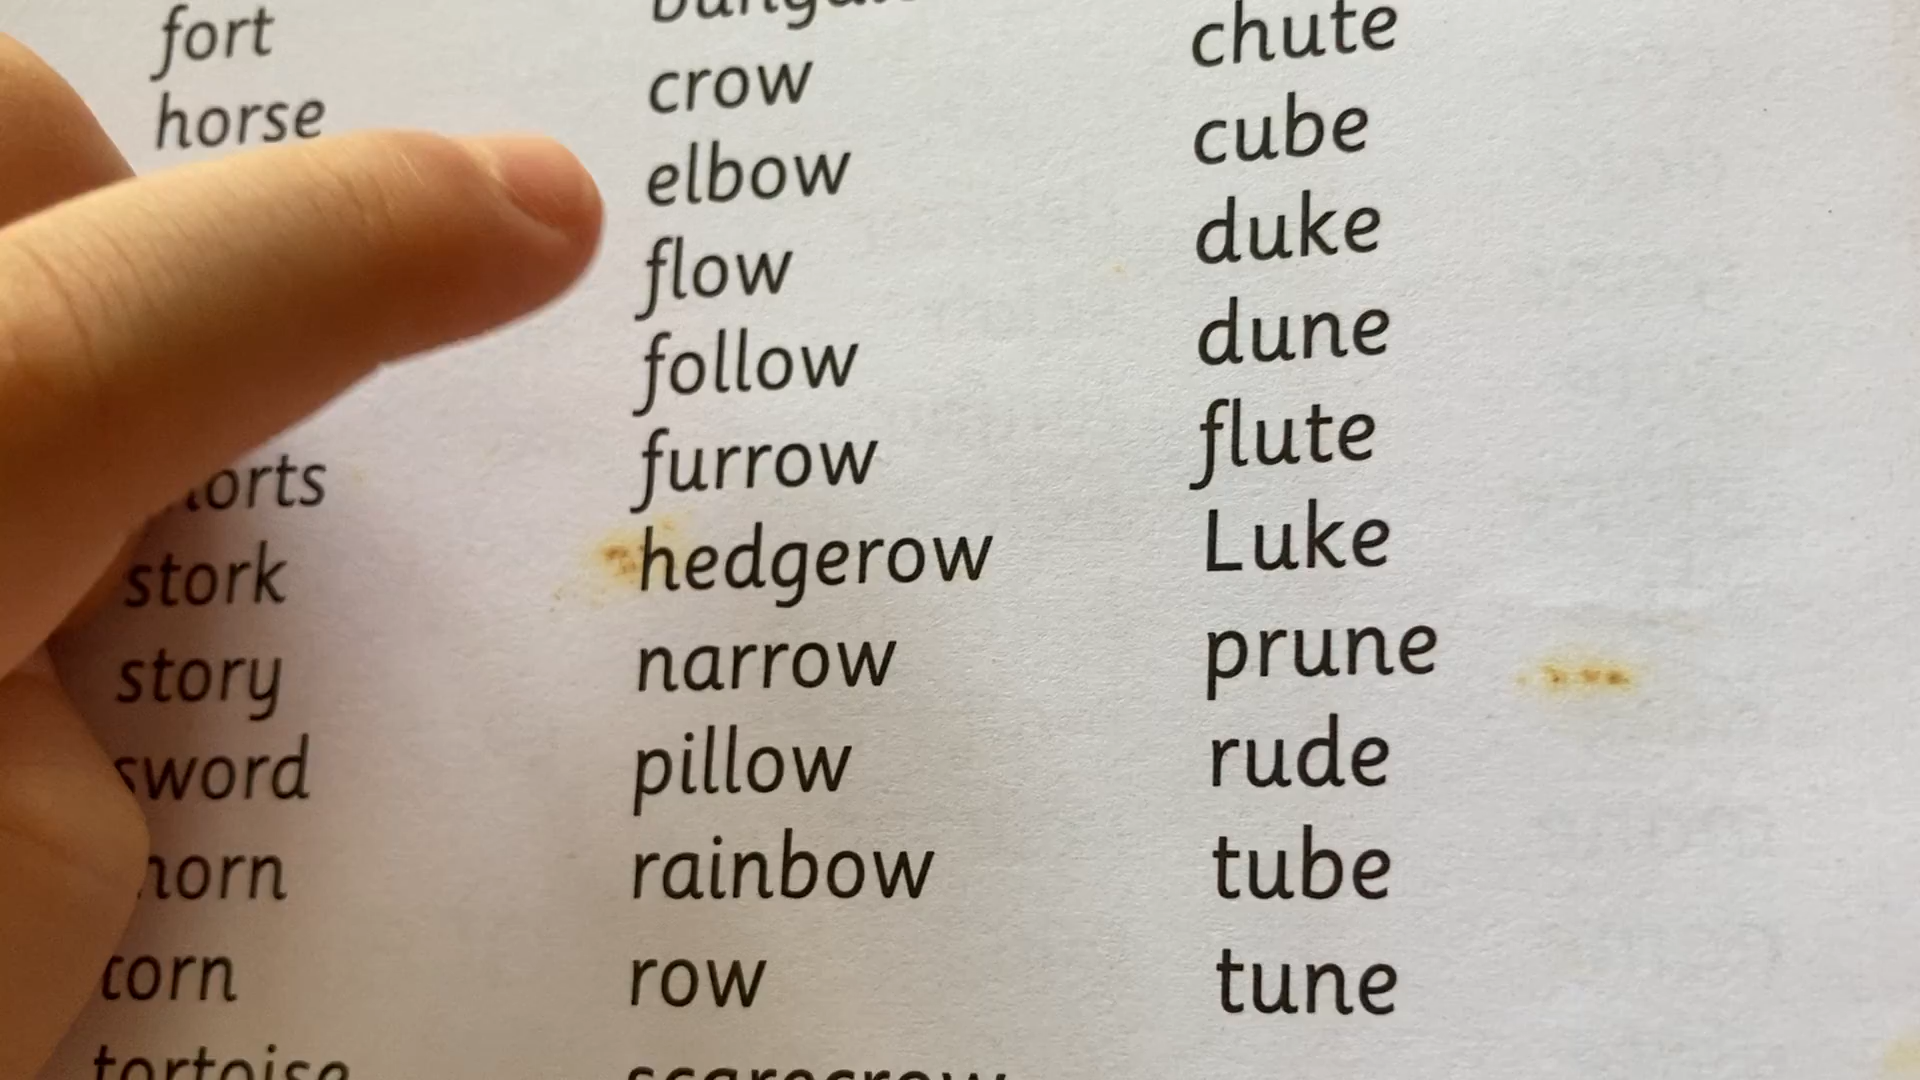 fort
horse
stork
story
sword
crow
elbow
flow
follow
furrow
hedgerow
narrow
pillow
rainbow
row
chute
cube
duke
dune
flute
Luke
prune
rude
tube
tune